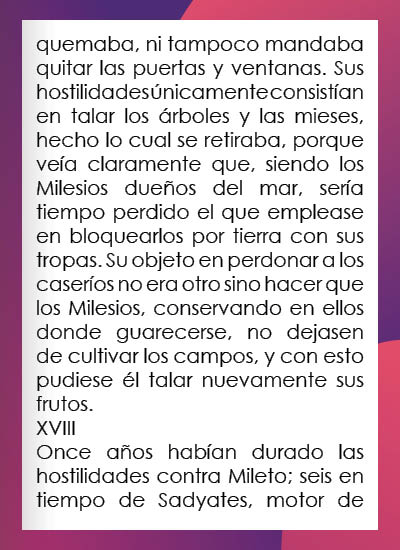 quemaba, ni tampoco mandaba
quitar las puertas y ventanas. Sus
hostilidades únicamente consistían
en talar los árboles y las mieses,
hecho lo cual se retiraba, porque
veía claramente que, siendo los
Milesios dueños del mar, sería
tiempo perdido el que emplease
en bloquearlos por tierra con sus
tropas. Su objeto en perdonar a los
caseríos no era otro sino hacer que
los Milesios, conservando en ellos
donde guarecerse, no dejasen
de cultivar los campos, y con esto
pudiese él talar nuevamente sus
frutos.
XVIII
Once años habían durado las
hostilidades contra Mileto; seis en
tiempo de Sadyates, motor de